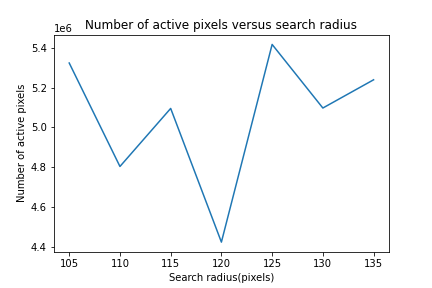 Number of active pixels versus search radius
1e6
5.4
5.2
5.0
4.8
4.6
4.4
Number of active pixels
105 110 115 120 125 130 135
Search radius(pixels)